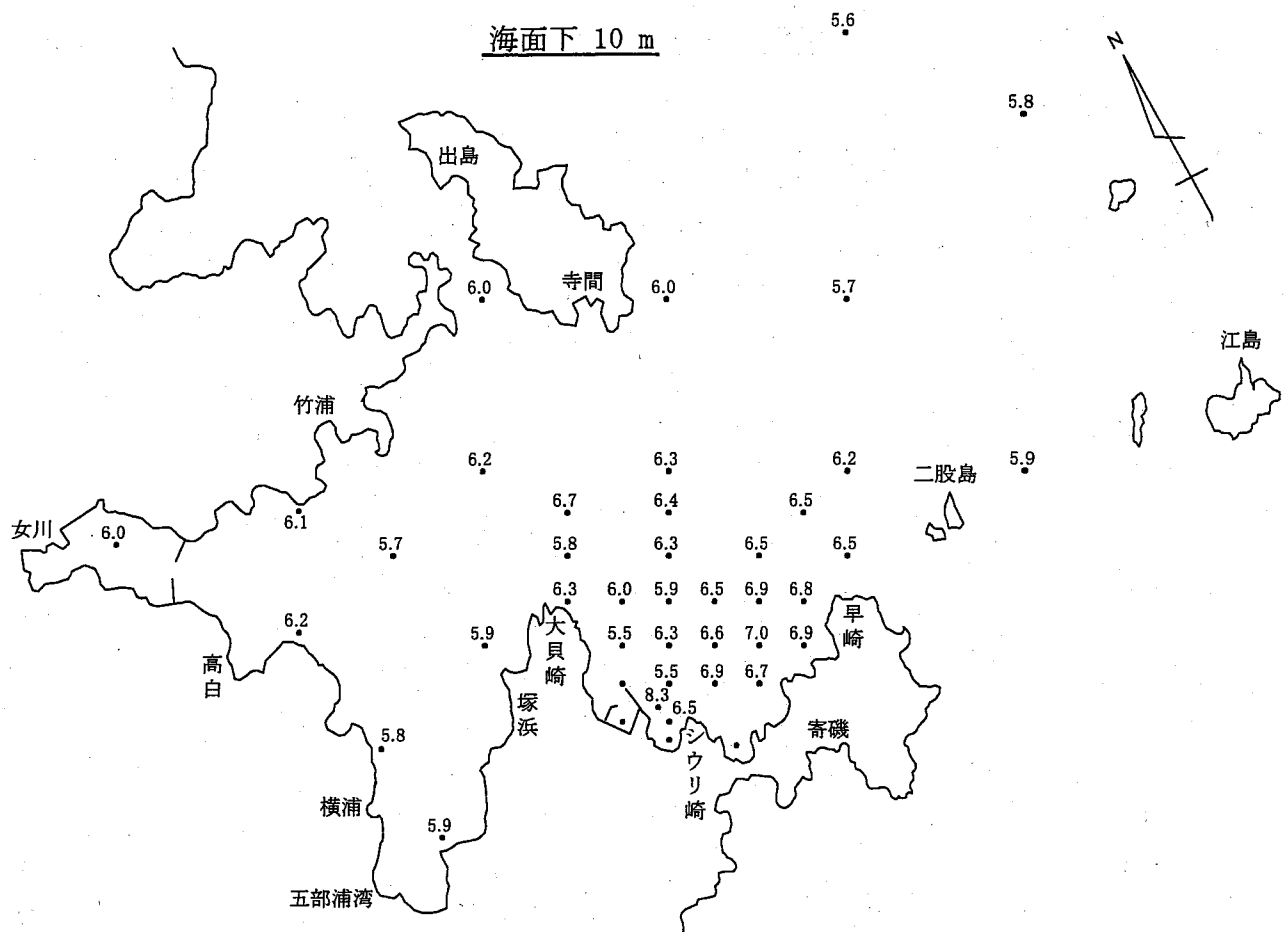 5.6
海面下 10 m
N
5.8
出島
寺間
6.0
6.0
5.7
江島
竹浦
6.2
6.3
6.2
5.9
二股島
6.7
6.4
6.5
女川
6.0
6.1
5.7
5.8
6.3
6.5
6.5
6.3
6.0
5.9
6.5
6.9
6.8
6.2
5.9
大貝崎
5.5
6.3
6.6
7.0
6.9
早崎
高白
5.5
6.9
6.7
塚浜
8.3
6.5
シウリ崎
寄磯
5.8
横浦
5.9
五部浦湾